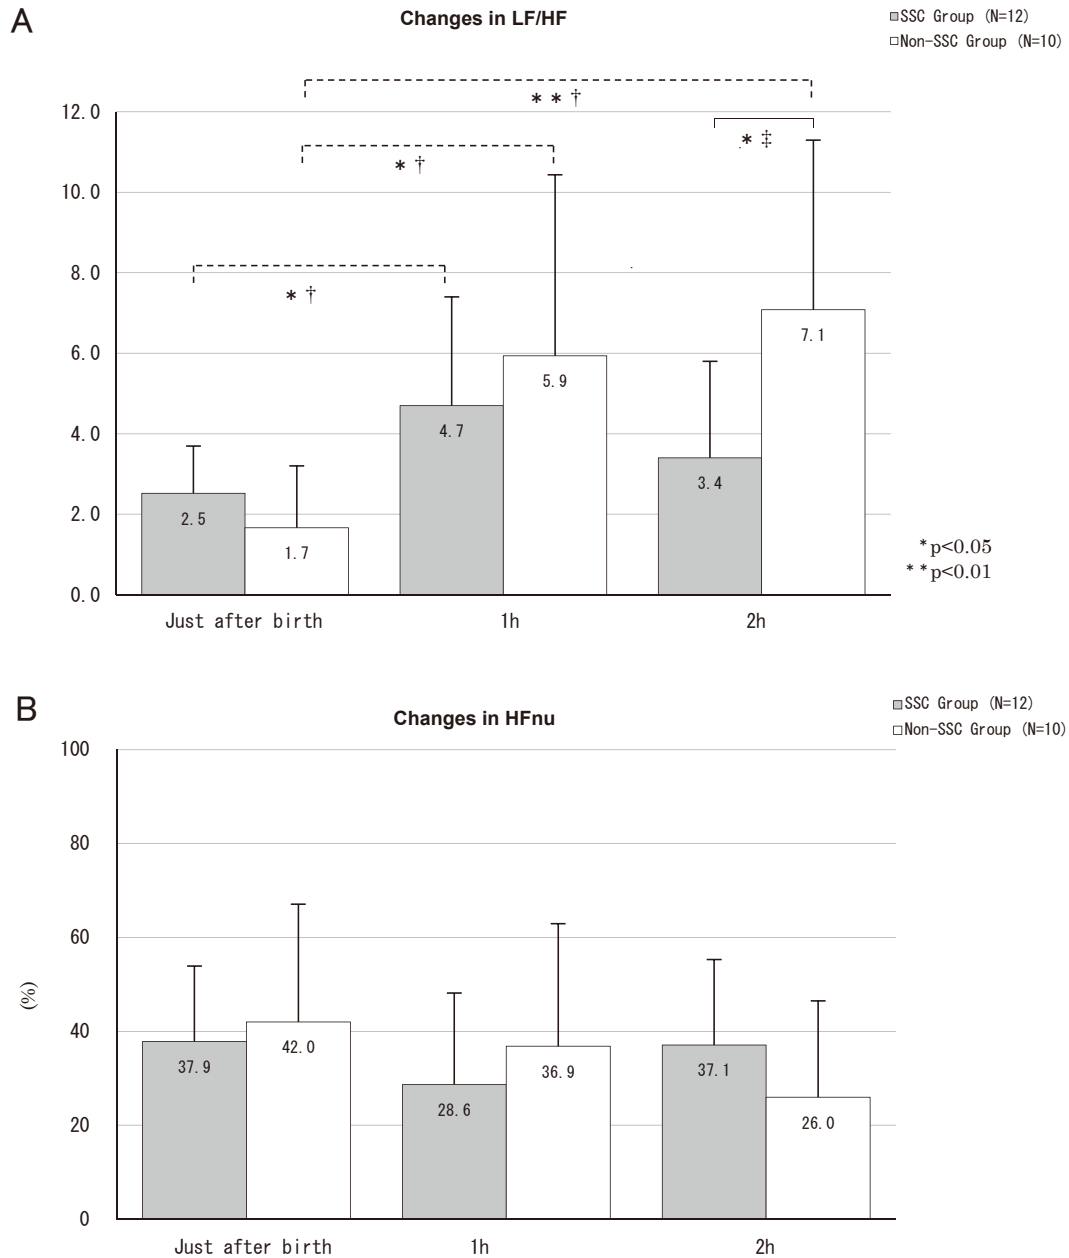 A
Changes in LF/HF
SSC Group (N=12)
Non-SSC Group (N=10)
**†
12.0
*‡
*†
10.0
8.0
*†
7.1
6.0
5.9
4.7
4.0
3.4
2.5
2.0
1.7
*p<0.05
**p<0.01
0.0
Just after birth 1h 2h
B
Changes in HFnu
SSC Group (N=12)
Non-SSC Group (N=10)
100
80
60
(%)
40
42.0
37.9
36.9
37.1
28.6
20
26.0
0
Just after birth 1h 2h